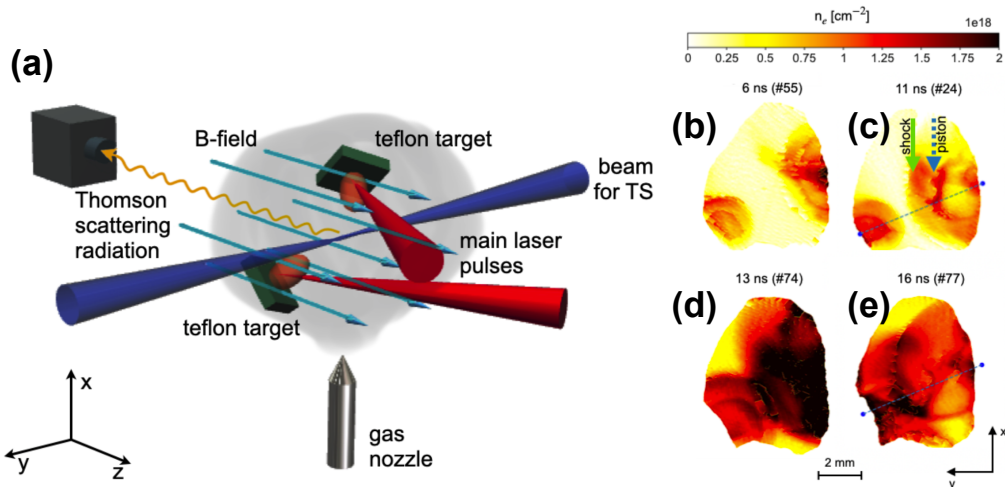 (a)
B-field
teflon target
beam
for TS
Thomson
scattering
radiation
main laser
pulses
teflon target
gas
nozzle
x
y
z
nₑ [cm⁻²]
1e18
0
0.25
0.5
0.75
1
1.25
1.5
1.75
2
6 ns (#55)
11 ns (#24)
(b)
(c)
shock
piston
13 ns (#74)
16 ns (#77)
(d)
(e)
2 mm
x
y